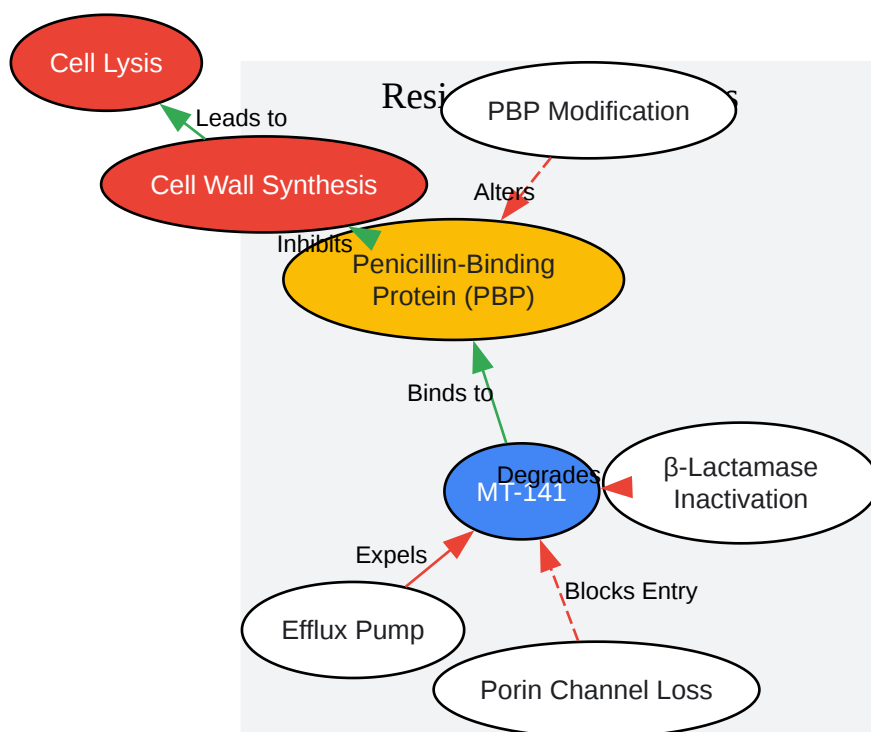 Cell Lysis
Leads to
PBP Modification
Cell Wall Synthesis
Alters
Inhibits
Penicillin-Binding
Protein (PBP)
Binds to
β-Lactamase
Inactivation
Degrades
MT-141
Expels
Blocks Entry
Efflux Pump
Porin Channel Loss